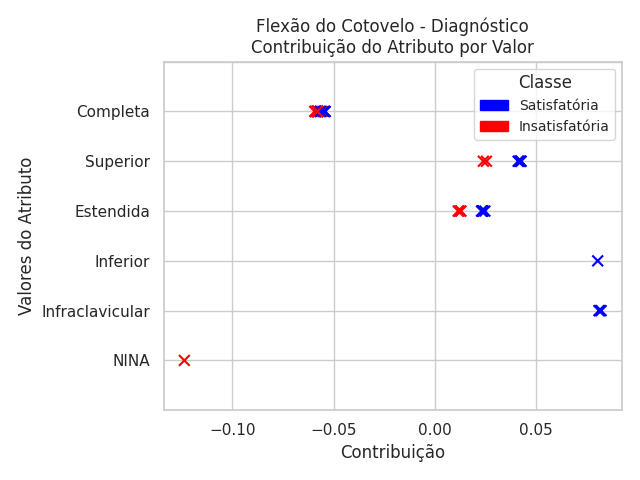 Flexão do Cotovelo - Diagnóstico
Contribuição do Atributo por Valor
Classe
Satisfatória
Insatisfatória
Valores do Atributo
Completa
Superior
Estendida
Inferior
Infraclavicular
NINA
−0.10
−0.05
0.00
0.05
Contribuição